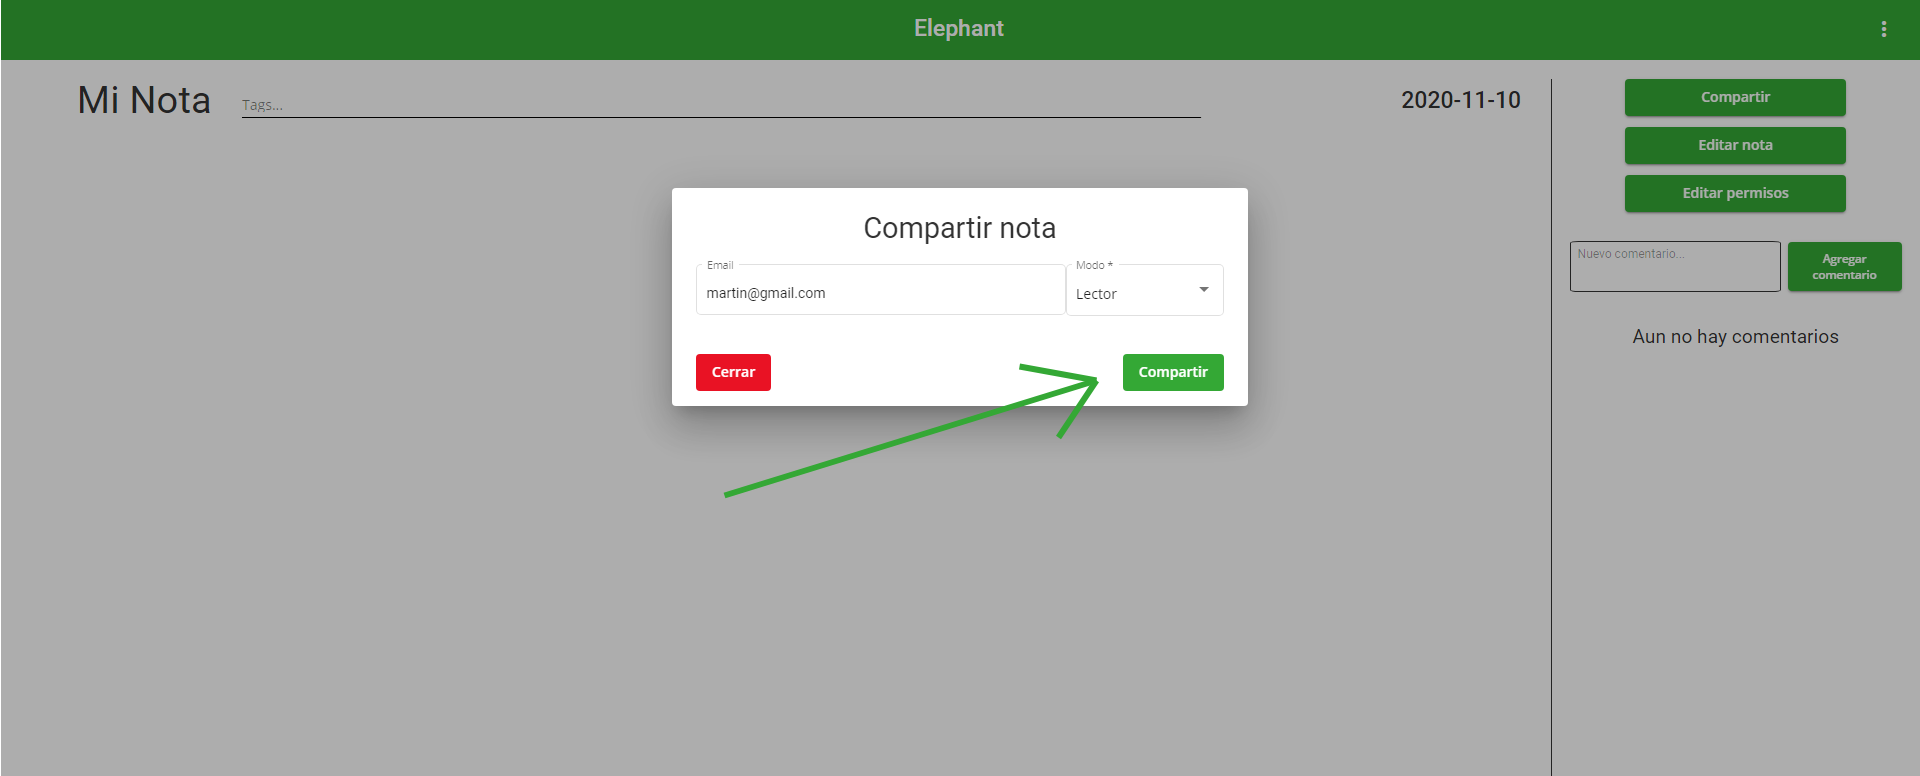 Elephant
Mi Nota
Tags...
2020-11-10
Compartir
Editar nota
Editar permisos
Nuevo comentario...
Agregar
comentario
Aun no hay comentarios
Compartir nota
Email
martin@gmail.com
Modo *
Lector
Cerrar
Compartir